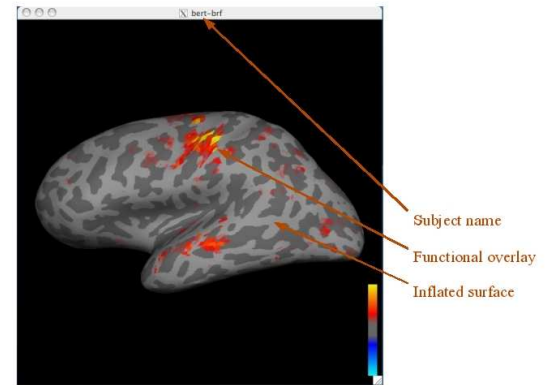 bert-brf
Subject name
Functional overlay
Inflated surface